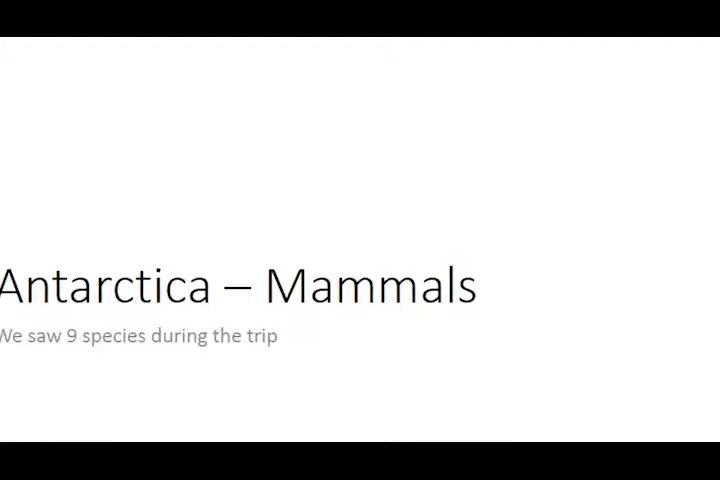 Antarctica – Mammals
We saw 9 species during the trip